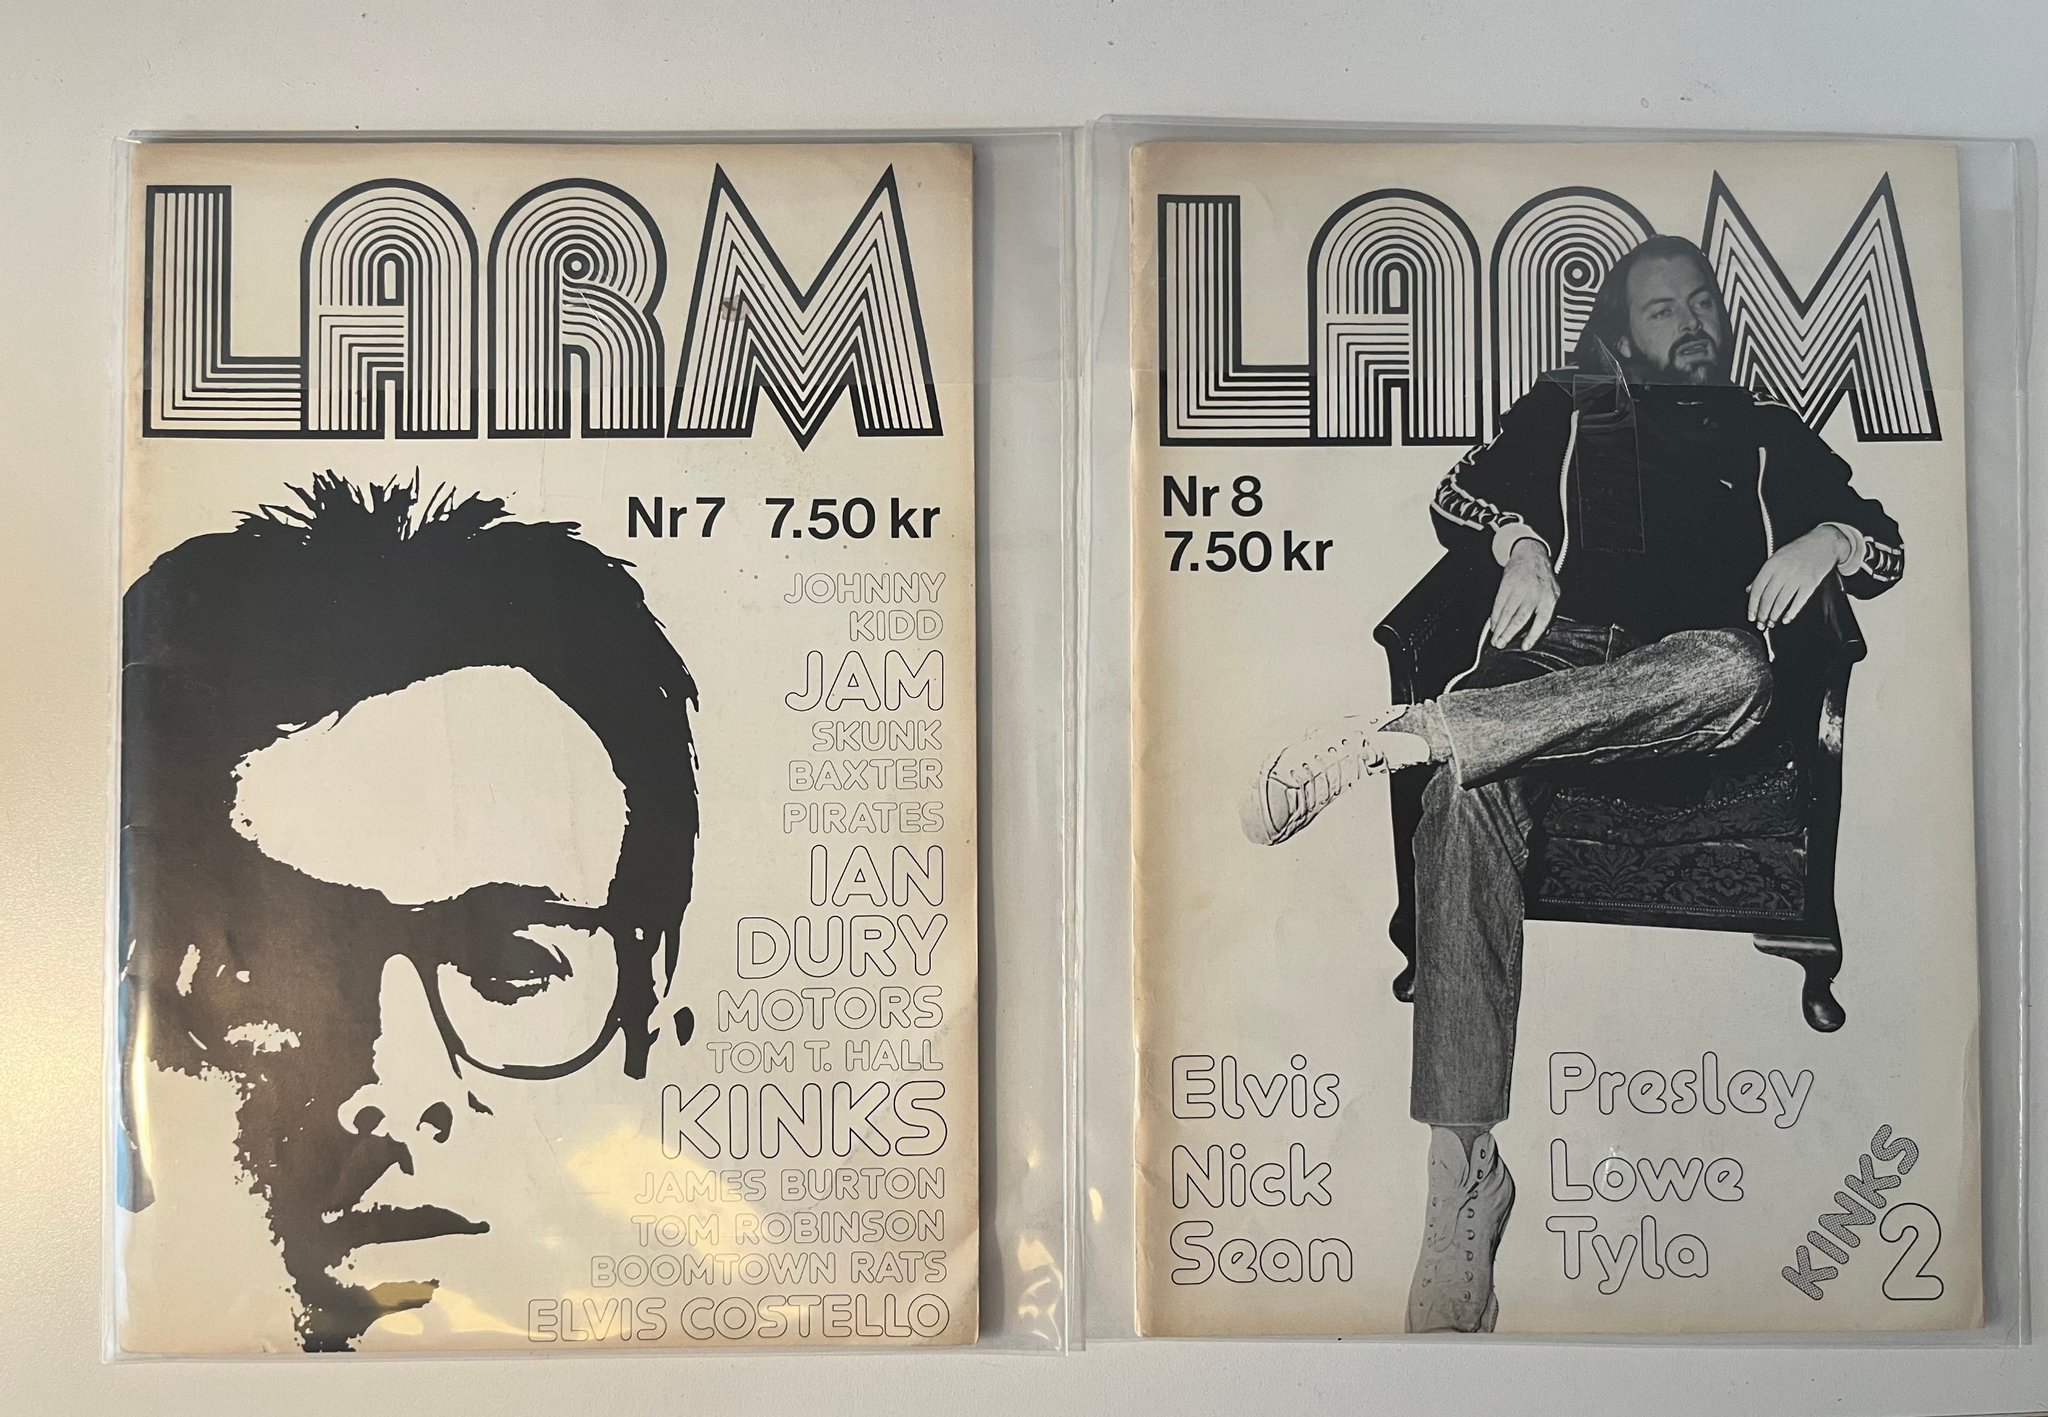 LARM
Nr 7 7.50 kr
JOHNNY
KIDD
JAM
SKUNK
BAXTER
PIRATES
IAN
DURY
MOTORS
TOM T. HALL
KINKS
JAMES BURTON
TOM ROBINSON
BOOMTOWN RATS
ELVIS COSTELLO
LARM
Nr 8
7.50 kr
Elvis Presley
Nick Lowe
Sean Tyla
KINKS
2